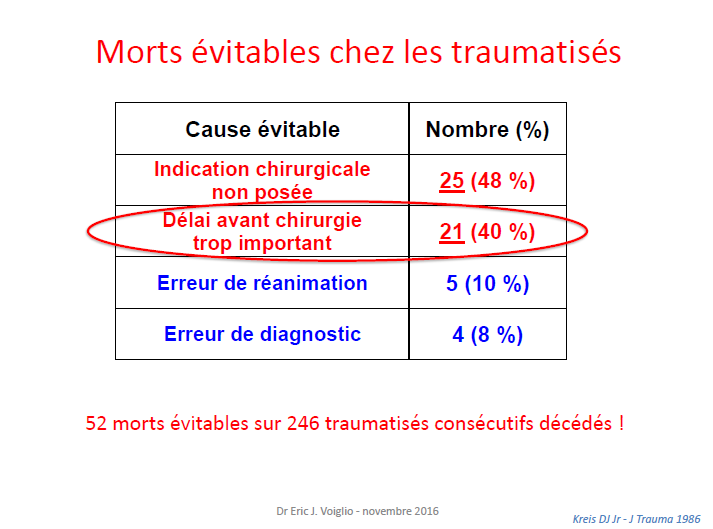 Morts évitables chez les traumatisés
Cause évitable
Nombre (%)
Indication chirurgicale
non posée
25 (48 %)
Délai avant chirurgie
trop important
21 (40 %)
Erreur de réanimation
5 (10 %)
Erreur de diagnostic
4 (8 %)
52 morts évitables sur 246 traumatisés consécutifs décédés !
Dr Eric J. Voiglio - novembre 2016
Kreis DJ Jr - J Trauma 1986